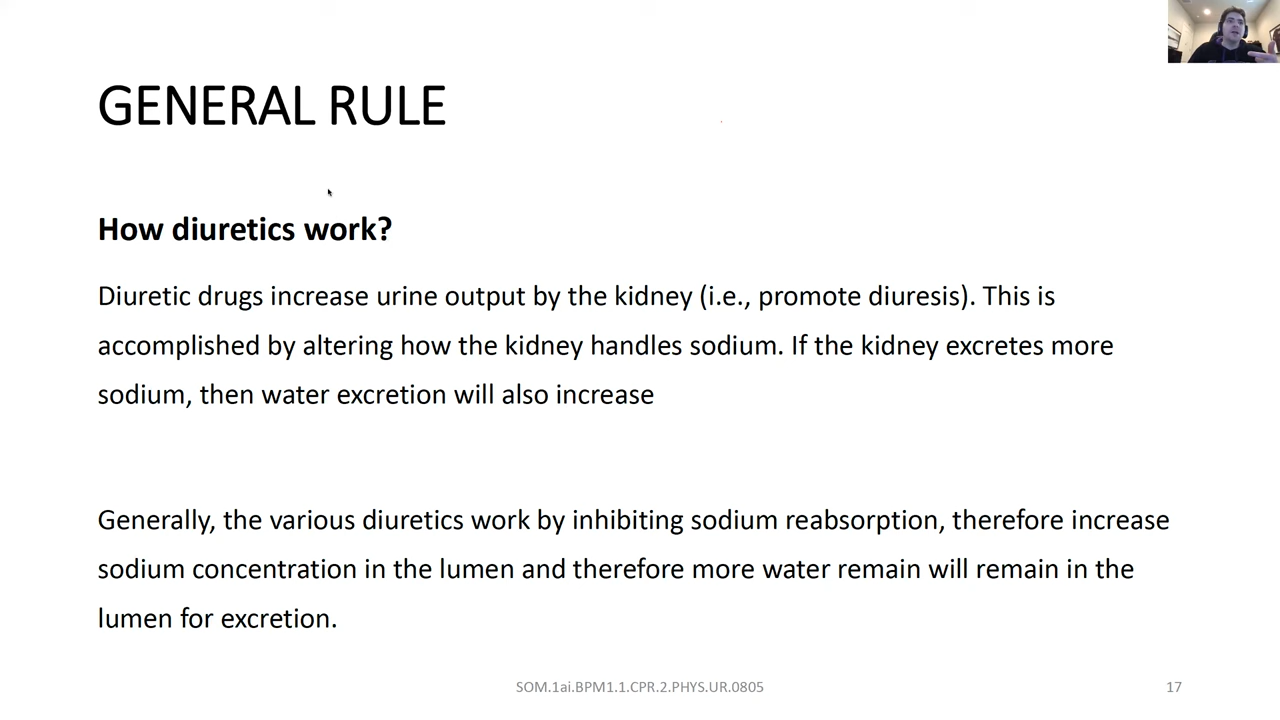 GENERAL RULE
How diuretics work?
Diuretic drugs increase urine output by the kidney (i.e., promote diuresis). This is
accomplished by altering how the kidney handles sodium. If the kidney excretes more
sodium, then water excretion will also increase
Generally, the various diuretics work by inhibiting sodium reabsorption, therefore increase
sodium concentration in the lumen and therefore more water remain will remain in the
lumen for excretion.
SOM.1ai.BPM1.1.CPR.2.PHYS.UR.0805
17